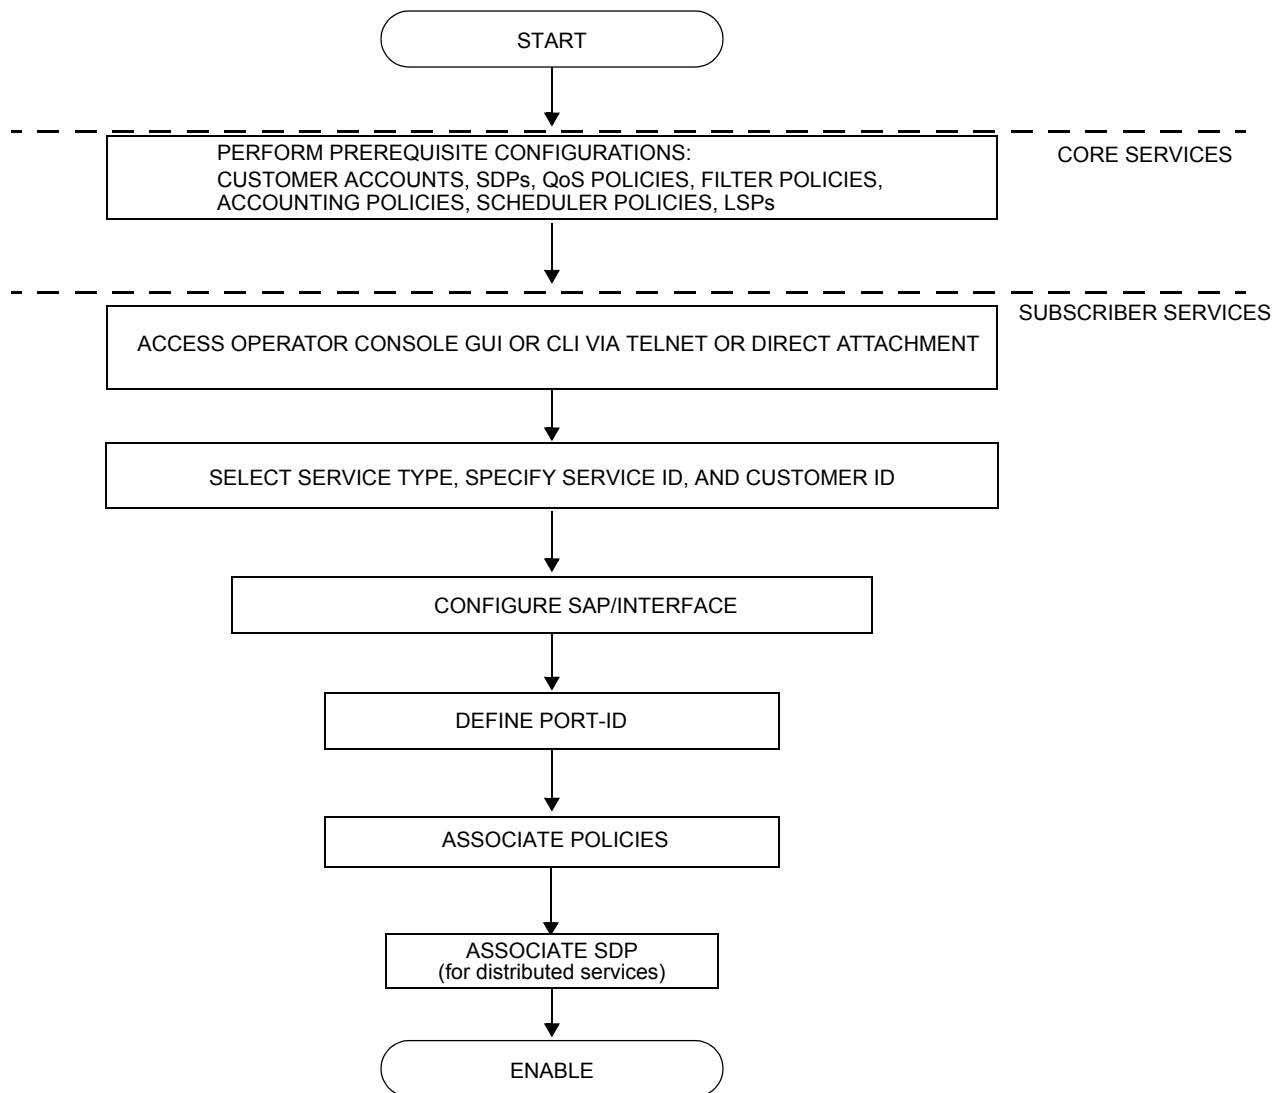 START
PERFORM PREREQUISITE CONFIGURATIONS:
CUSTOMER ACCOUNTS, SDPs, QoS POLICIES, FILTER POLICIES,
ACCOUNTING POLICIES, SCHEDULER POLICIES, LSPs
CORE SERVICES
SUBSCRIBER SERVICES
ACCESS OPERATOR CONSOLE GUI OR CLI VIA TELNET OR DIRECT ATTACHMENT
SELECT SERVICE TYPE, SPECIFY SERVICE ID, AND CUSTOMER ID
CONFIGURE SAP/INTERFACE
DEFINE PORT-ID
ASSOCIATE POLICIES
ASSOCIATE SDP
(for distributed services)
ENABLE